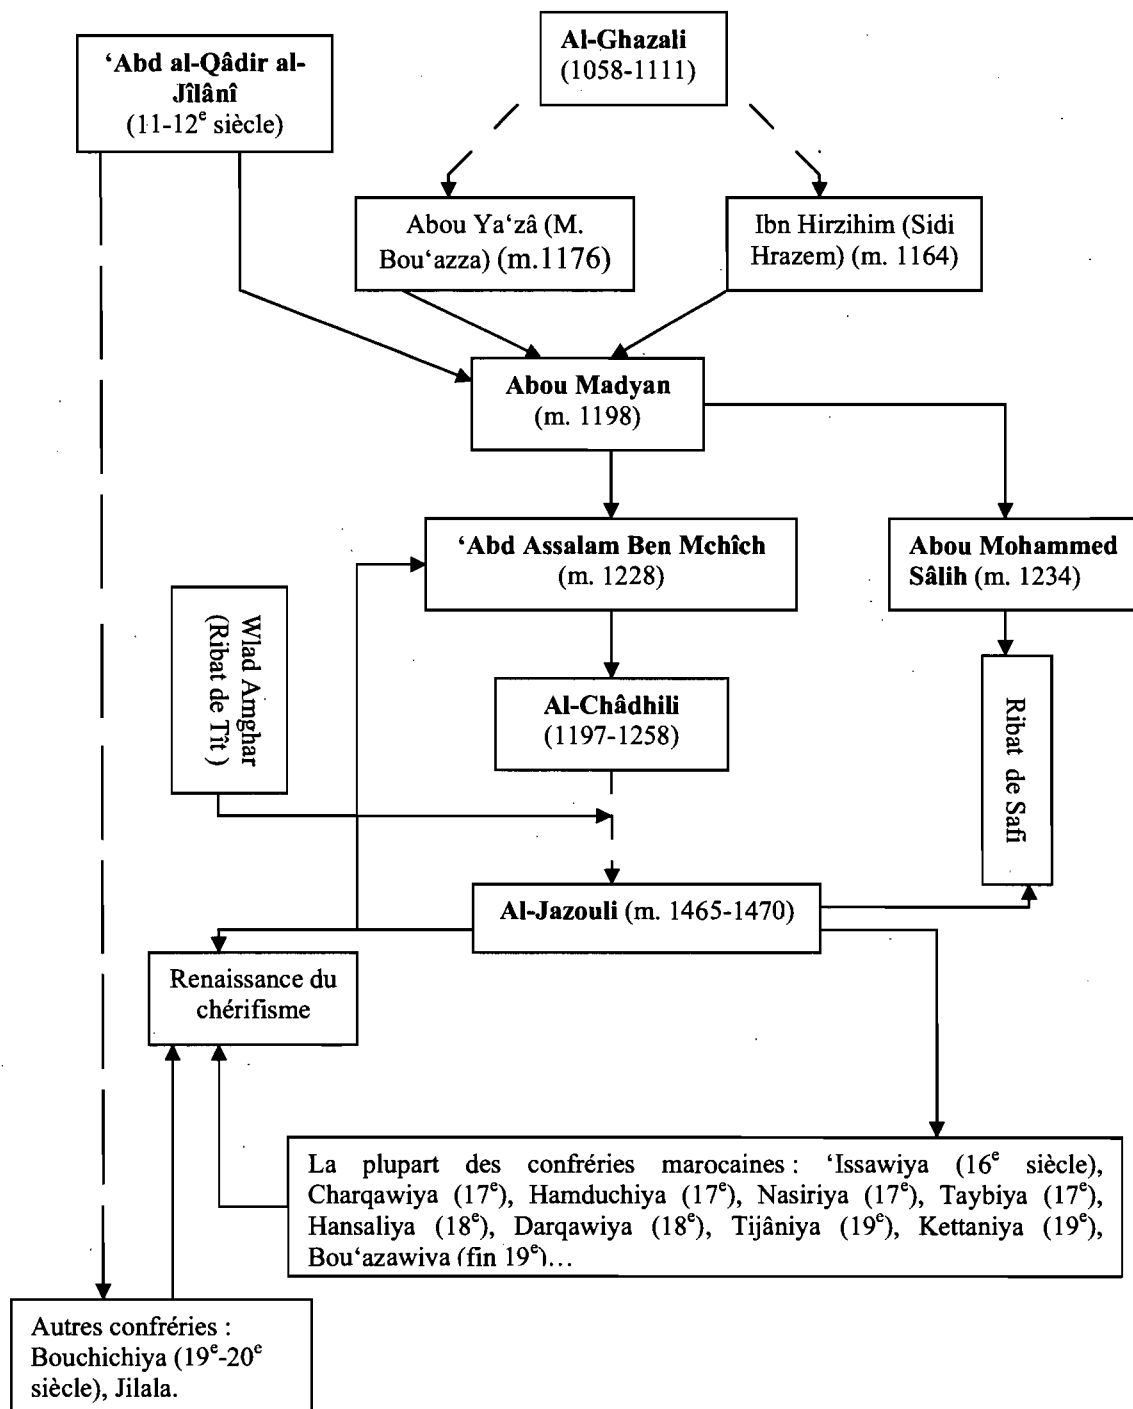 ‘Abd al-Qâdir al-
Jîlânî
(11-12e siècle)
Al-Ghazali
(1058-1111)
Abou Ya‘zâ (M.
Bou‘azza) (m.1176)
Ibn Hirzihim (Sidi
Hrazem) (m. 1164)
Abou Madyan
(m. 1198)
‘Abd Assalam Ben Mchîch
(m. 1228)
Abou Mohammed
Sâlih (m. 1234)
Wlad Amghar
(Ribat de Tît )
Al-Châdhili
(1197-1258)
Ribat de Safi
Al-Jazouli (m. 1465-1470)
Renaissance du
chérifisme
La plupart des confréries marocaines : ‘Issawiya (16e siècle),
Charqawiya (17e), Hamduchiya (17e), Nasiriya (17e), Taybiya (17e),
Hansaliya (18e), Darqawiya (18e), Tijâniya (19e), Kettaniya (19e),
Bou‘azawiya (fin 19e)…
Autres confréries :
Bouchichiya (19e-20e
siècle), Jilala.